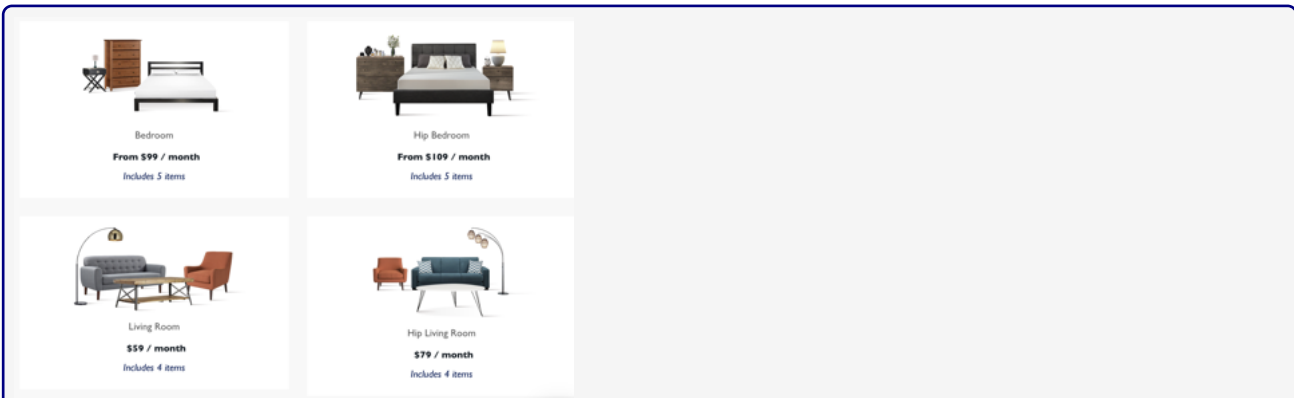 Bedroom
From $99 / month
Includes 5 items
Hip Bedroom
From $109 / month
Includes 5 items
Living Room
$59 / month
Includes 4 items
Hip Living Room
$79 / month
Includes 4 items